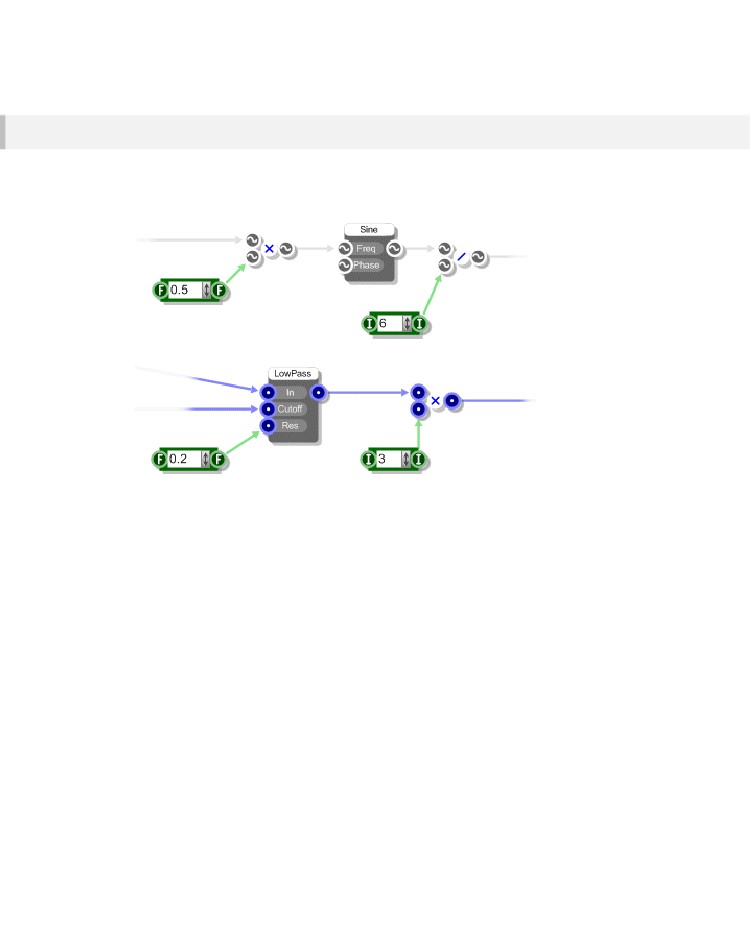 Sine
Freq
Phase
F 0.5 F
I 6 I
LowPass
In
Cutoff
Res
F 0.2 F
I 3 I